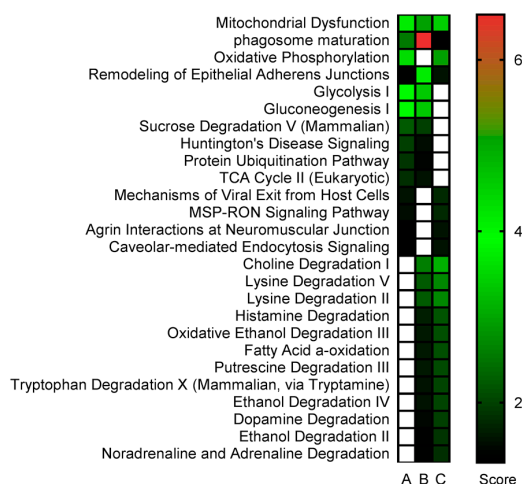 Mitochondrial Dysfunction
phagosome maturation
Oxidative Phosphorylation
Remodeling of Epithelial Adherens Junctions
Glycolysis I
Gluconeogenesis I
Sucrose Degradation V (Mammalian)
Huntington's Disease Signaling
Protein Ubiquitination Pathway
TCA Cycle II (Eukaryotic)
Mechanisms of Viral Exit from Host Cells
MSP-RON Signaling Pathway
Agrin Interactions at Neuromuscular Junction
Caveolar-mediated Endocytosis Signaling
Choline Degradation I
Lysine Degradation V
Lysine Degradation II
Histamine Degradation
Oxidative Ethanol Degradation III
Fatty Acid a-oxidation
Putrescine Degradation III
Tryptophan Degradation X (Mammalian, via Tryptamine)
Ethanol Degradation IV
Dopamine Degradation
Ethanol Degradation II
Noradrenaline and Adrenaline Degradation
A B C
6
4
2
Score